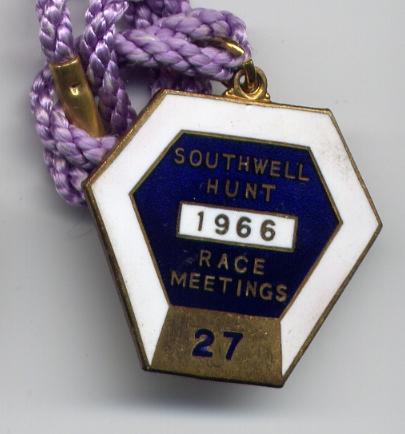 SOUTHWELL
HUNT
1966
RACE
MEETINGS
27